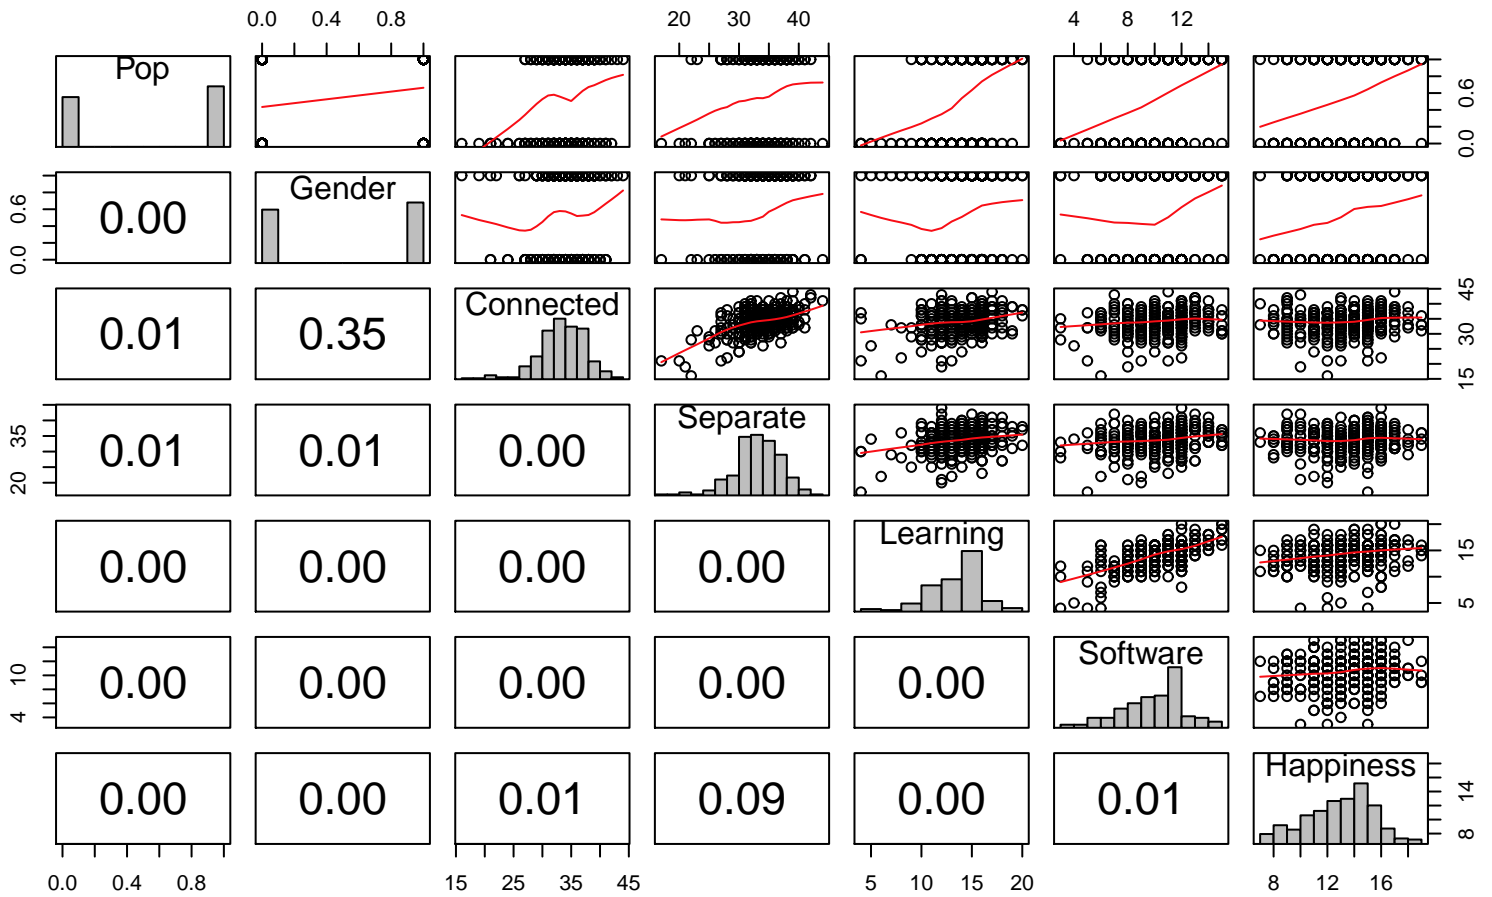 0.0 0.4 0.8 20 30 40 4 8 12
Pop
0.0 0.6
0.00 Gender
0.0 0.6
0.01 0.35 Connected
15 30 45
0.01 0.01 0.00 Separate
20 35
0.00 0.00 0.00 0.00 Learning
5 15
0.00 0.00 0.00 0.00 0.00 Software
4 10
0.00 0.00 0.01 0.09 0.00 0.01 Happiness
8 14
0.0 0.4 0.8 15 25 35 45 5 10 15 20 8 12 16